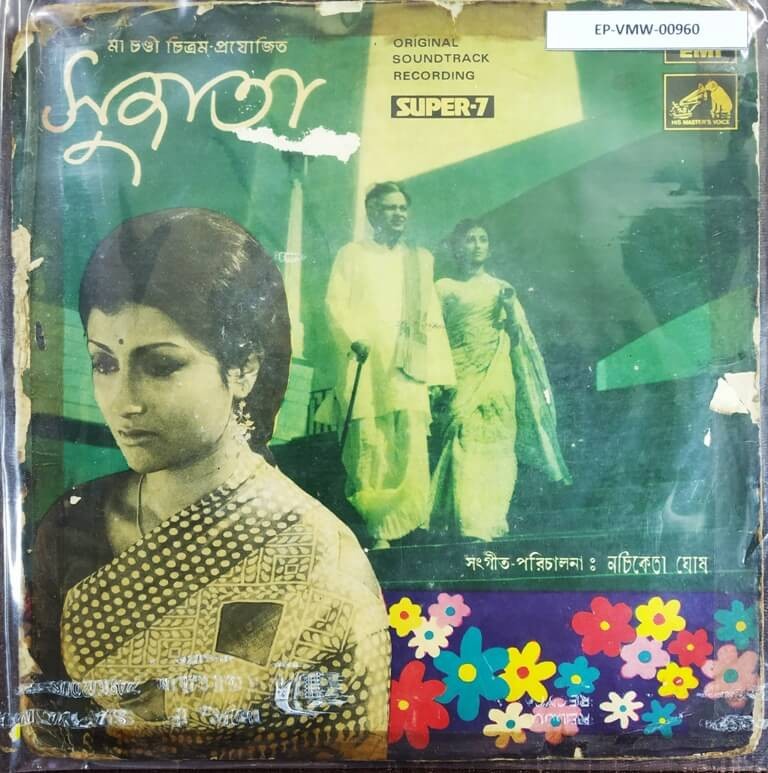 EP-VMW-00960
মা চণ্ডী চিত্রম-প্রযোজিত
সুজাতা
ORIGINAL
SOUNDTRACK
RECORDING
SUPER-7
EMI
HIS MASTER'S VOICE
সংগীত-পরিচালনা : নচিকেতা ঘোষ